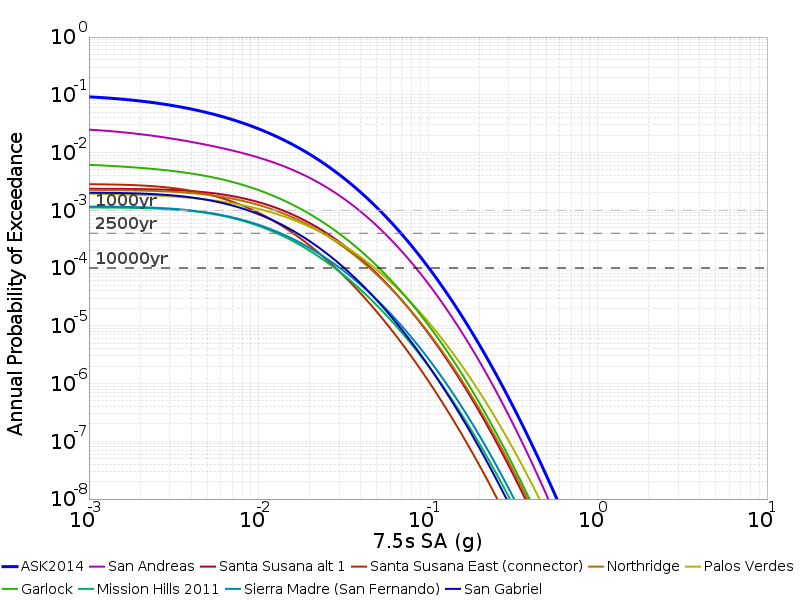 10^0
10^-1
10^-2
10^-3
10^-4
10^-5
10^-6
10^-7
10^-8
Annual Probability of Exceedance
1000yr
2500yr
10000yr
10^-3 10^-2 10^-1 10^0 10^1
7.5s SA (g)
ASK2014 San Andreas Santa Susana alt 1 Santa Susana East (connector) Northridge Palos Verdes
Garlock Mission Hills 2011 Sierra Madre (San Fernando) San Gabriel